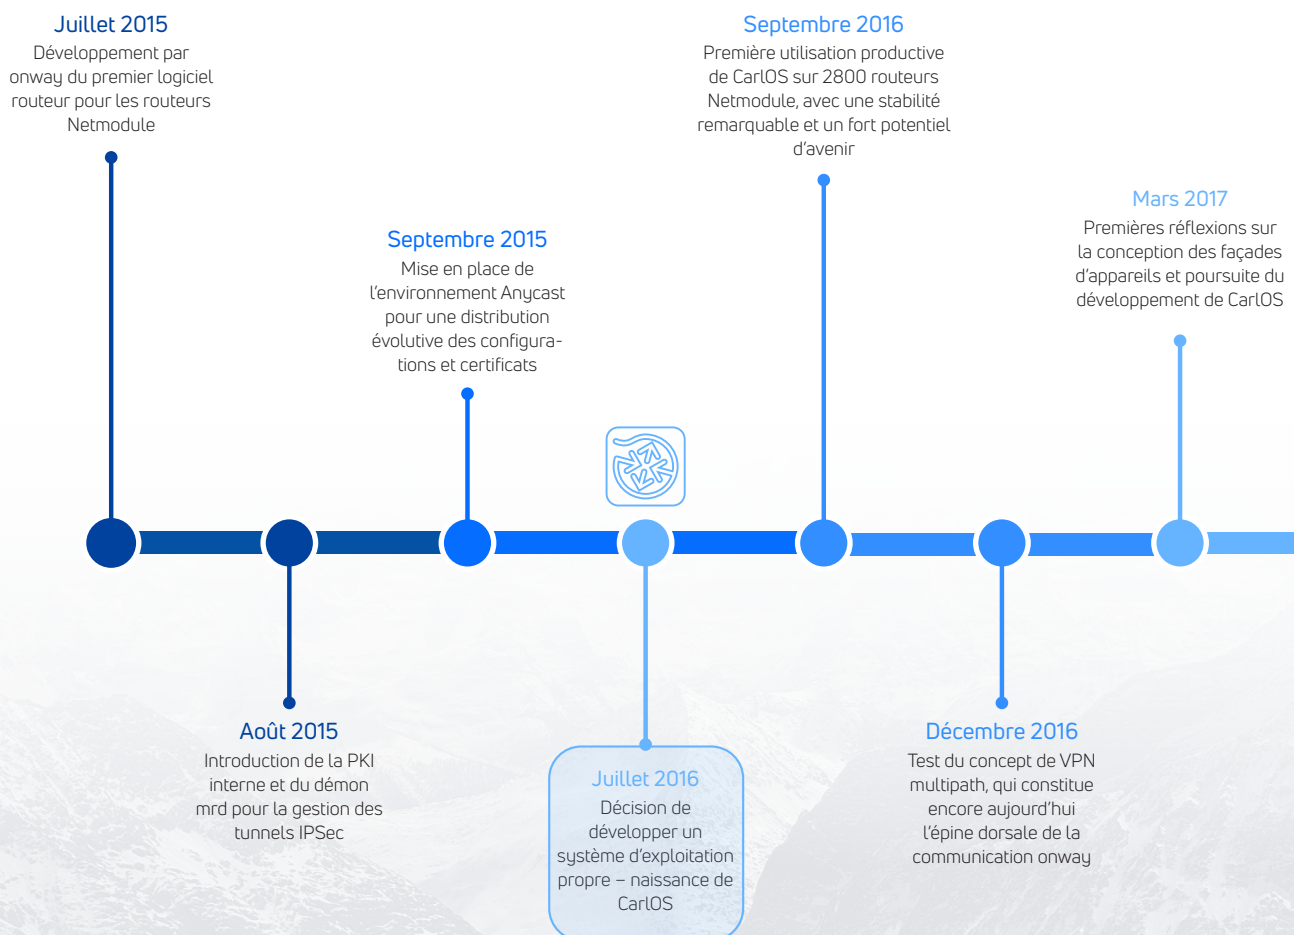 Juillet 2015
Développement par
onway du premier logiciel
routeur pour les routeurs
Netmodule
Août 2015
Introduction de la PKI
interne et du démon
mrd pour la gestion des
tunnels IPSec
Septembre 2015
Mise en place de
l'environnement Anycast
pour une distribution
évolutive des configura-
tions et certificats
Juillet 2016
Décision de
développer un
système d'exploitation
propre – naissance de
CarlOS
Septembre 2016
Première utilisation productive
de CarlOS sur 2800 routeurs
Netmodule, avec une stabilité
remarquable et un fort potentiel
d'avenir
Décembre 2016
Test du concept de VPN
multipath, qui constitue
encore aujourd'hui
l'épine dorsale de la
communication onway
Mars 2017
Premières réflexions sur
la conception des façades
d'appareils et poursuite du
développement de CarlOS